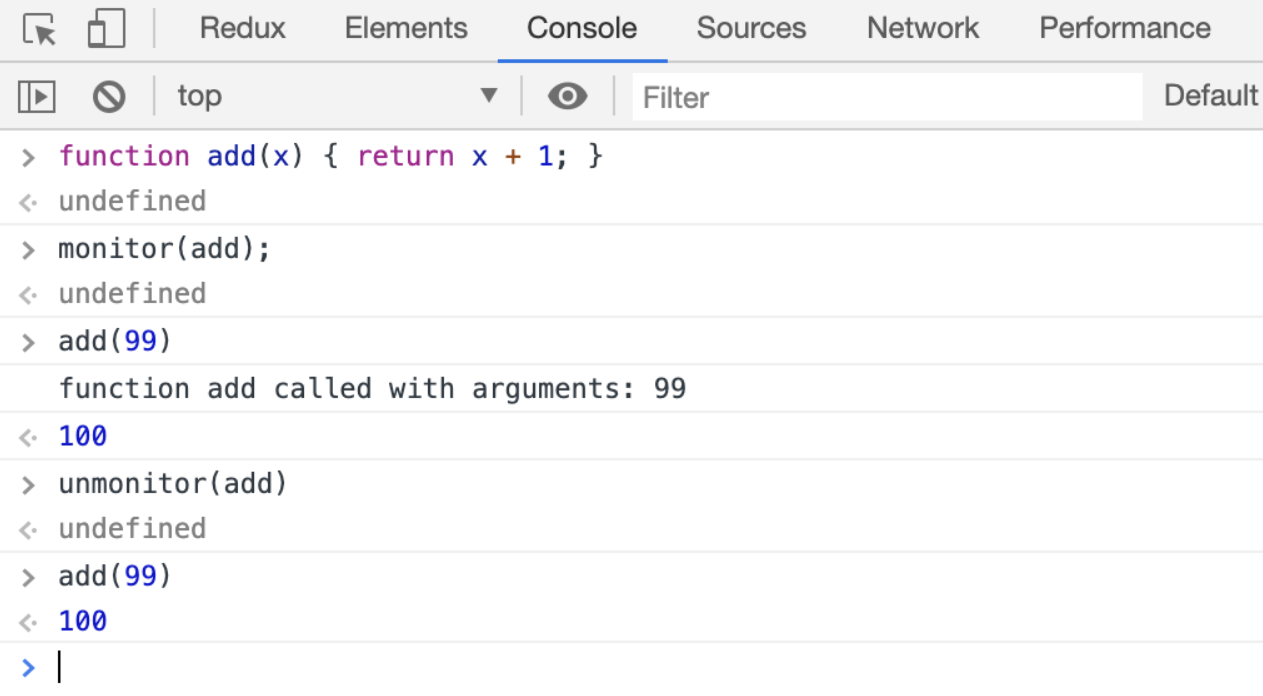 Redux Elements Console Sources Network Performance
top Filter Default
function add(x) { return x + 1; }
undefined
monitor(add);
undefined
add(99)
function add called with arguments: 99
100
unmonitor(add)
undefined
add(99)
100